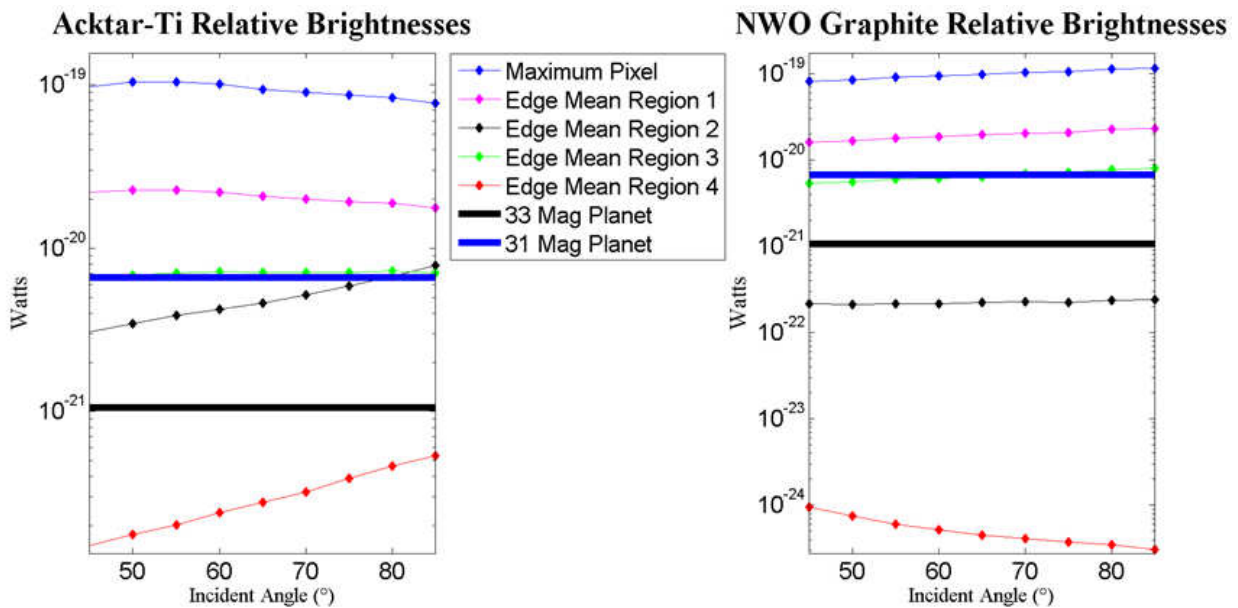 Acktar-Ti Relative Brightnesses
10^-19
10^-20
10^-21
Watts
50 60 70 80
Incident Angle (°)
Maximum Pixel
Edge Mean Region 1
Edge Mean Region 2
Edge Mean Region 3
Edge Mean Region 4
33 Mag Planet
31 Mag Planet
NWO Graphite Relative Brightnesses
10^-19
10^-20
10^-21
10^-22
10^-23
10^-24
Watts
50 60 70 80
Incident Angle (°)